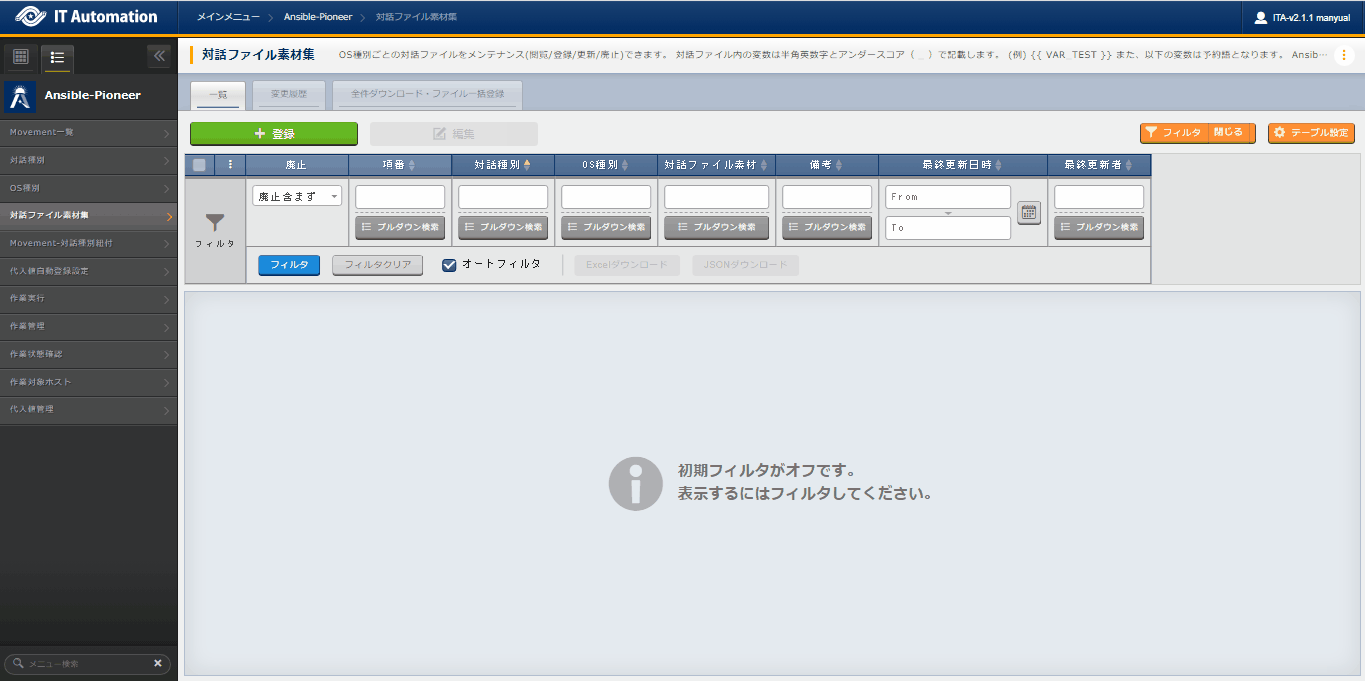 IT Automation
メインメニュー > Ansible-Pioneer > 対話ファイル素材集
ITA-v2.1.1 manyual
Ansible-Pioneer
Movement一覧
対話種別
OS種別
対話ファイル素材集
Movement-対話種別紐付
代入値自動登録設定
作業実行
作業管理
作業状態確認
作業対象ホスト
代入値管理
メニュー検索
対話ファイル素材集
OS種別ごとの対話ファイルをメンテナンス(閲覧/登録/更新/廃止)できます。 対話ファイル内の変数は半角英数字とアンダースコア（ _ ）で記載します。 (例) {{ VAR_TEST }} また、以下の変数は予約語となります。 Ansib…
一覧 変更履歴 全件ダウンロード・ファイル一括登録
登録 編集
フィルタ 閉じる テーブル設定
廃止 項番 対話種別 OS種別 対話ファイル素材 備考 最終更新日時 最終更新者
フィルタ
廃止含まず From
プルダウン検索 プルダウン検索 プルダウン検索 プルダウン検索 プルダウン検索 To プルダウン検索
フィルタ フィルタクリア オートフィルタ Excelダウンロード JSONダウンロード
初期フィルタがオフです。
表示するにはフィルタしてください。